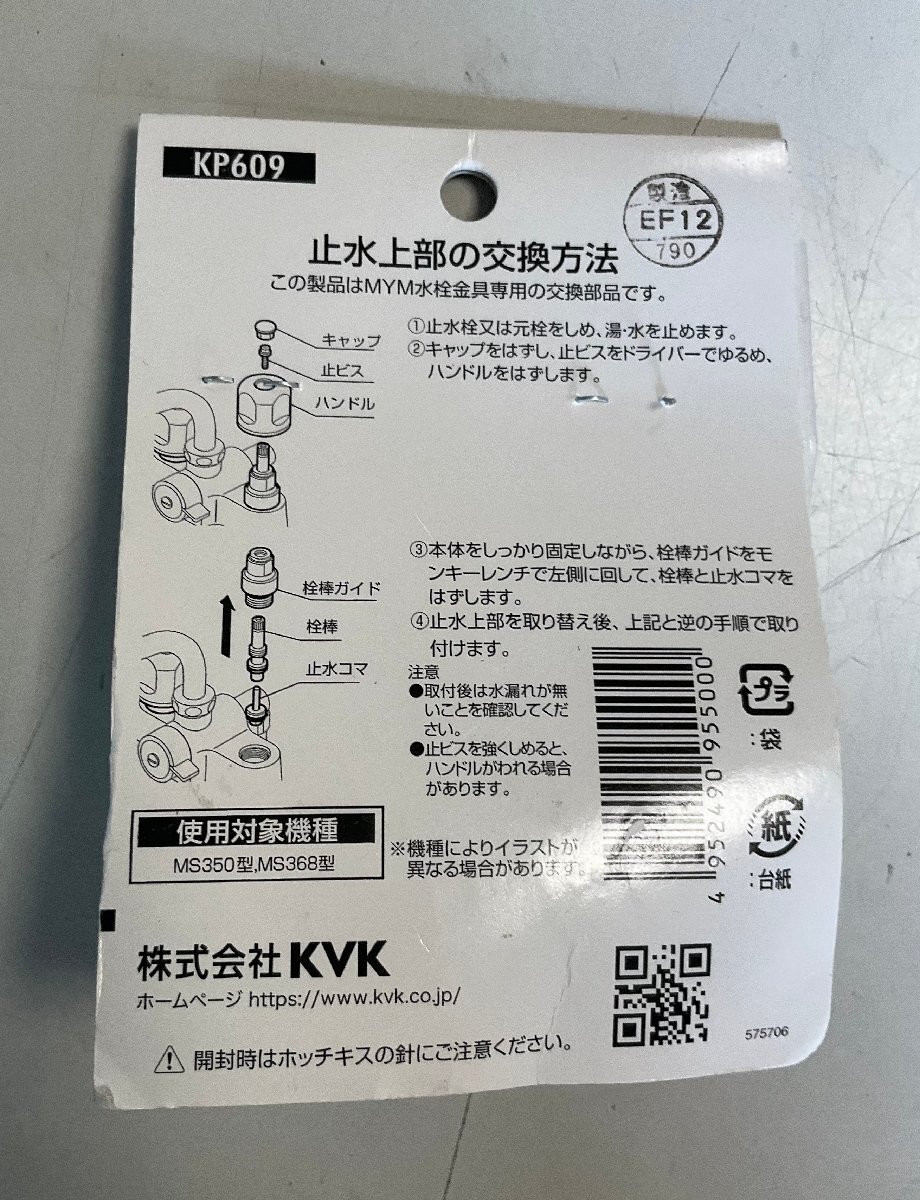 KP609
製造
EF12
790
止水上部の交換方法
この製品はMYM水栓金具専用の交換部品です。
キャップ
止ビス
ハンドル
①止水栓又は元栓をしめ、湯・水を止めます。
②キャップをはずし、止ビスをドライバーでゆるめ、
ハンドルをはずします。
栓棒ガイド
栓棒
止水コマ
③本体をしっかり固定しながら、栓棒ガイドをモ
ンキーレンチで左側に回して、栓棒と止水コマを
はずします。
④止水上部を取り替え後、上記と逆の手順で取り
付けます。
注意
●取付後は水漏れが無
いことを確認してくだ
さい。
●止ビスを強くしめると、
ハンドルがわれる場合
があります。
※機種によりイラストが
異なる場合があります。
使用対象機種
MS350型,MS368型
4 952490 955000
プラ
:袋
紙
:台紙
株式会社KVK
ホームページ https://www.kvk.co.jp/
開封時はホッチキスの針にご注意ください。
575706